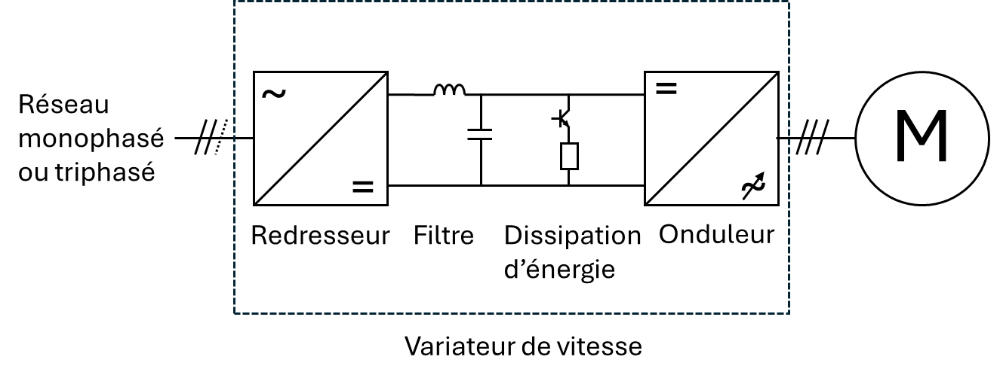 Réseau
monophasé
ou triphasé
~
=
=
~
M
Redresseur
Filtre
Dissipation
d’énergie
Onduleur
Variateur de vitesse